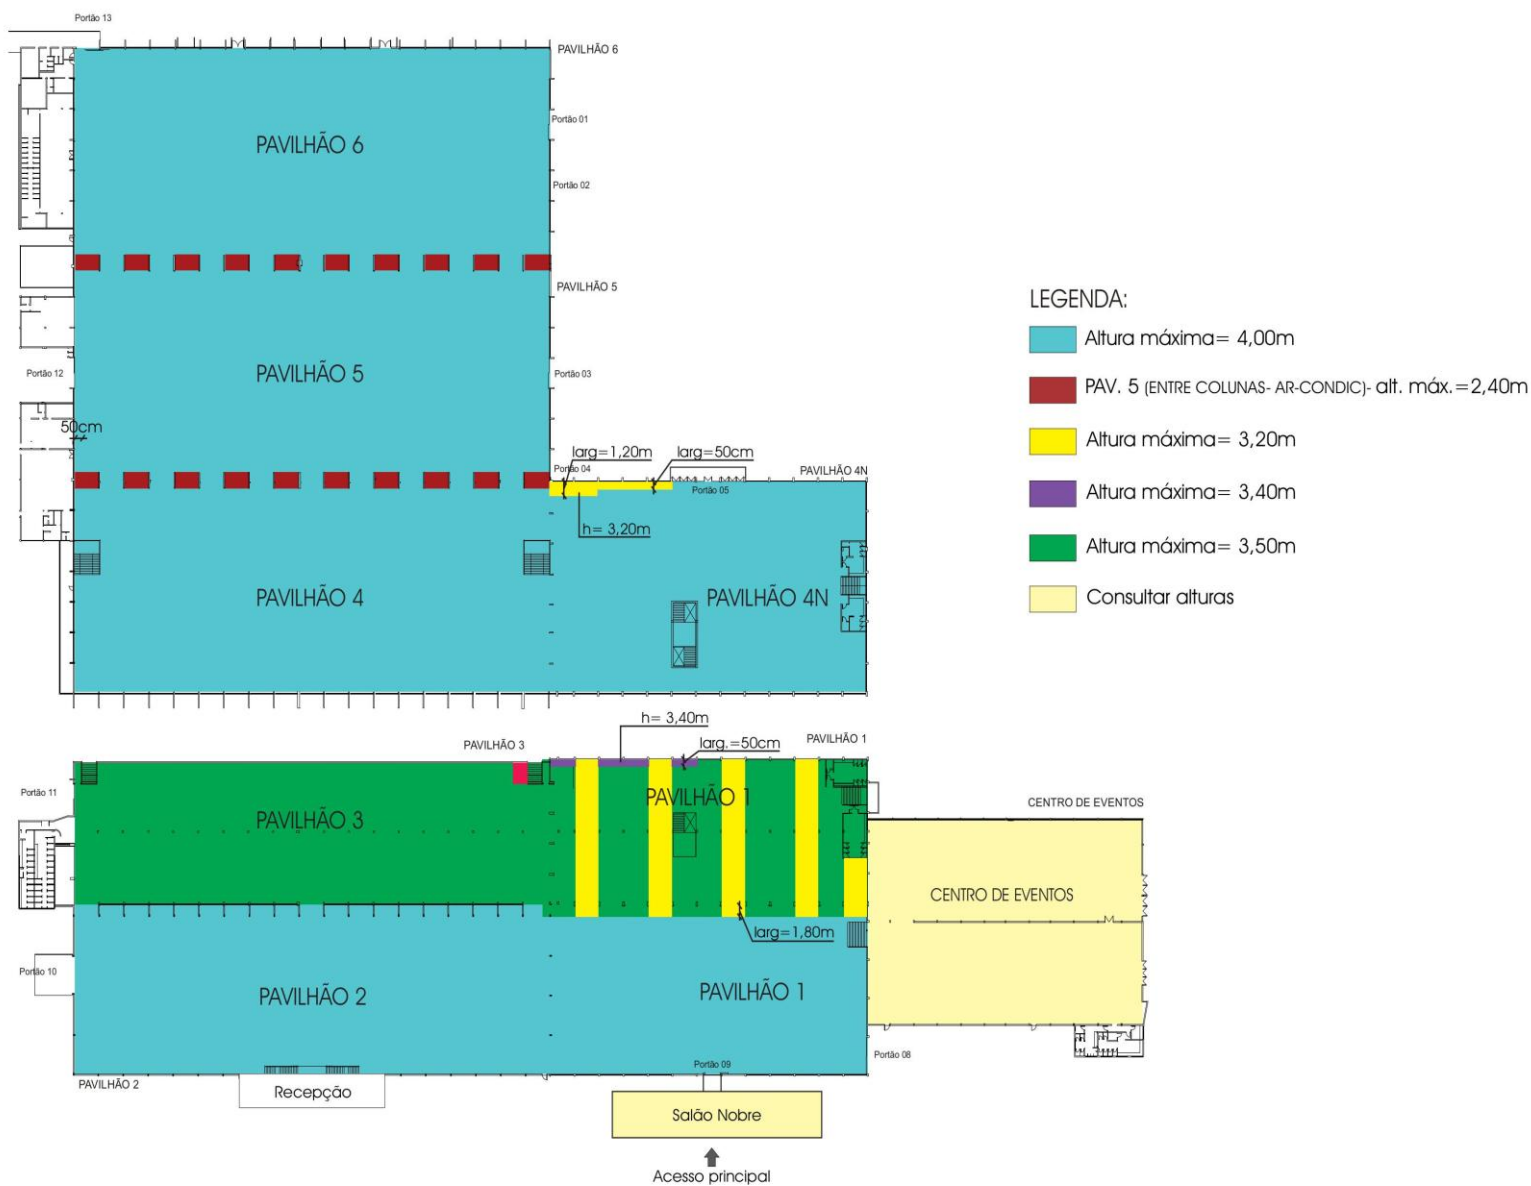 Portão 13
PAVILHÃO 6
Portão 01
PAVILHÃO 6
Portão 02
PAVILHÃO 5
Portão 12
PAVILHÃO 5
Portão 03
50cm
larg=1,20m
larg=50cm
Portão 04
PAVILHÃO 4N
Portão 05
h= 3,20m
PAVILHÃO 4
PAVILHÃO 4N
LEGENDA:
Altura máxima= 4,00m
PAV. 5 (ENTRE COLUNAS- AR-CONDIC)- alt. máx.=2,40m
Altura máxima= 3,20m
Altura máxima= 3,40m
Altura máxima= 3,50m
Consultar alturas
h= 3,40m
larg.=50cm
PAVILHÃO 3
PAVILHÃO 1
Portão 11
PAVILHÃO 3
PAVILHÃO 1
CENTRO DE EVENTOS
CENTRO DE EVENTOS
larg=1,80m
Portão 10
PAVILHÃO 2
PAVILHÃO 1
Portão 09
Portão 08
PAVILHÃO 2
Recepção
Salão Nobre
Acesso principal